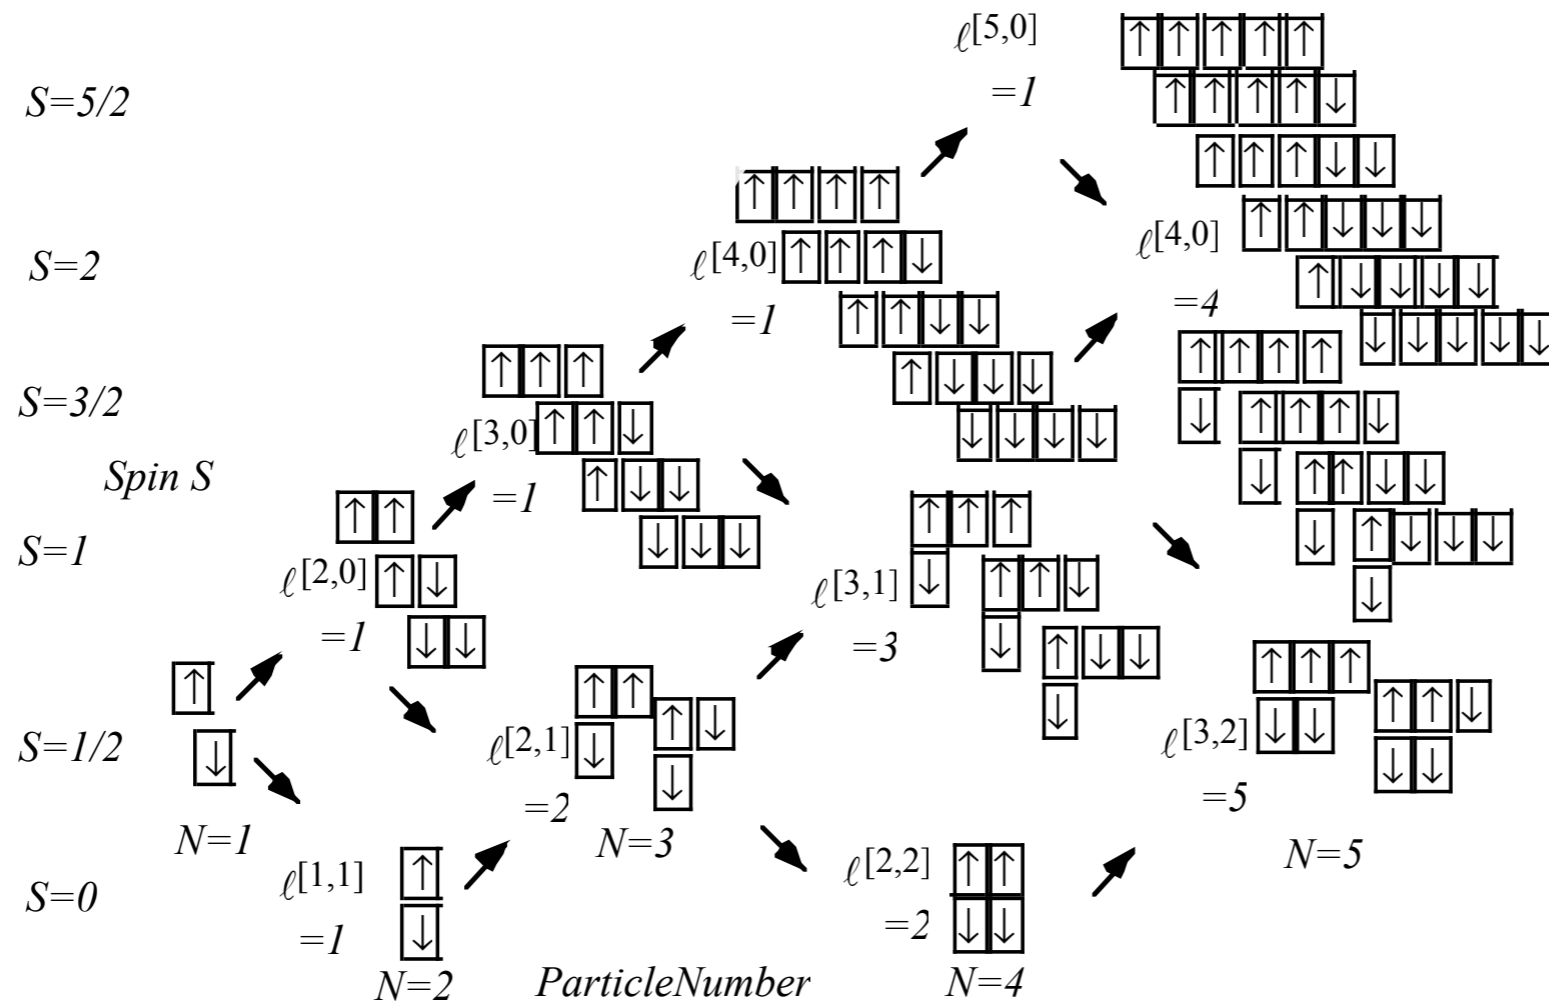 ℓ[5,0]
=1
S=5/2
ℓ[4,0]
=1
ℓ[4,0]
=4
S=2
S=3/2
ℓ[3,0]
=1
Spin S
S=1
ℓ[2,0]
=1
ℓ[3,1]
=3
S=1/2
ℓ[2,1]
=2
ℓ[3,2]
=5
N=1
N=3
N=5
S=0
ℓ[1,1]
=1
ℓ[2,2]
=2
N=2
ParticleNumber
N=4